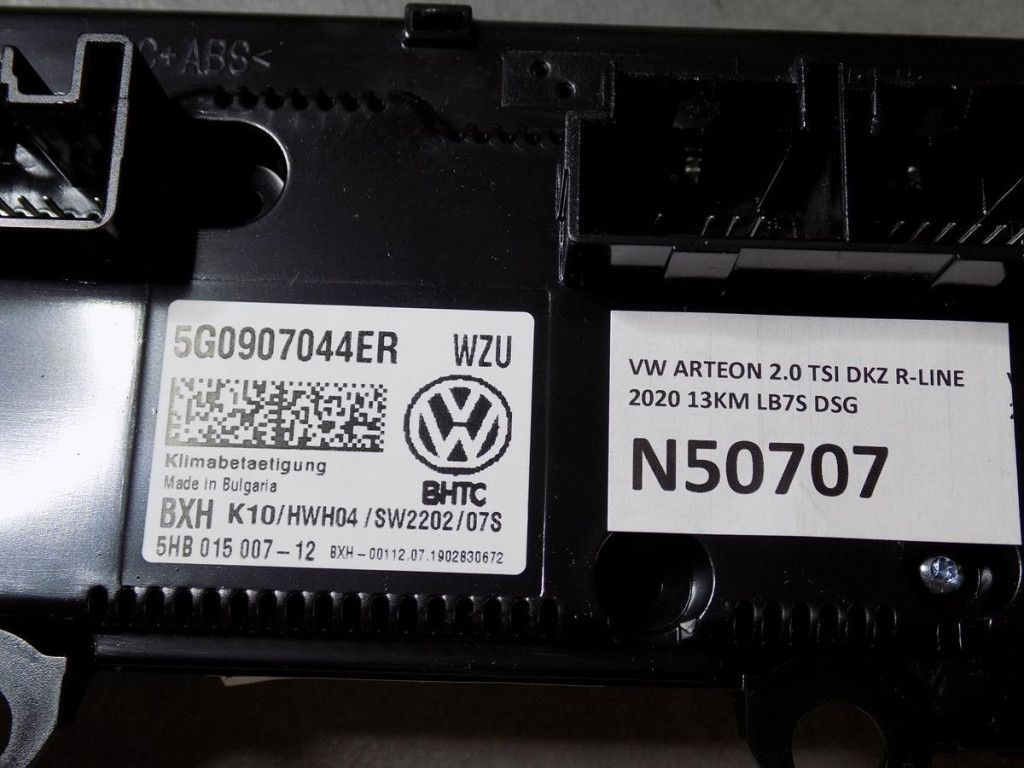 C+ABS<
5G0907044ER WZU
Klimabetaetigung
Made in Bulgaria
BHTC
BXH K10/HWH04/SW2202/07S
5HB 015 007-12 BXH-00112.07.1902830672
VW ARTEON 2.0 TSI DKZ R-LINE
2020 13KM LB7S DSG
N50707